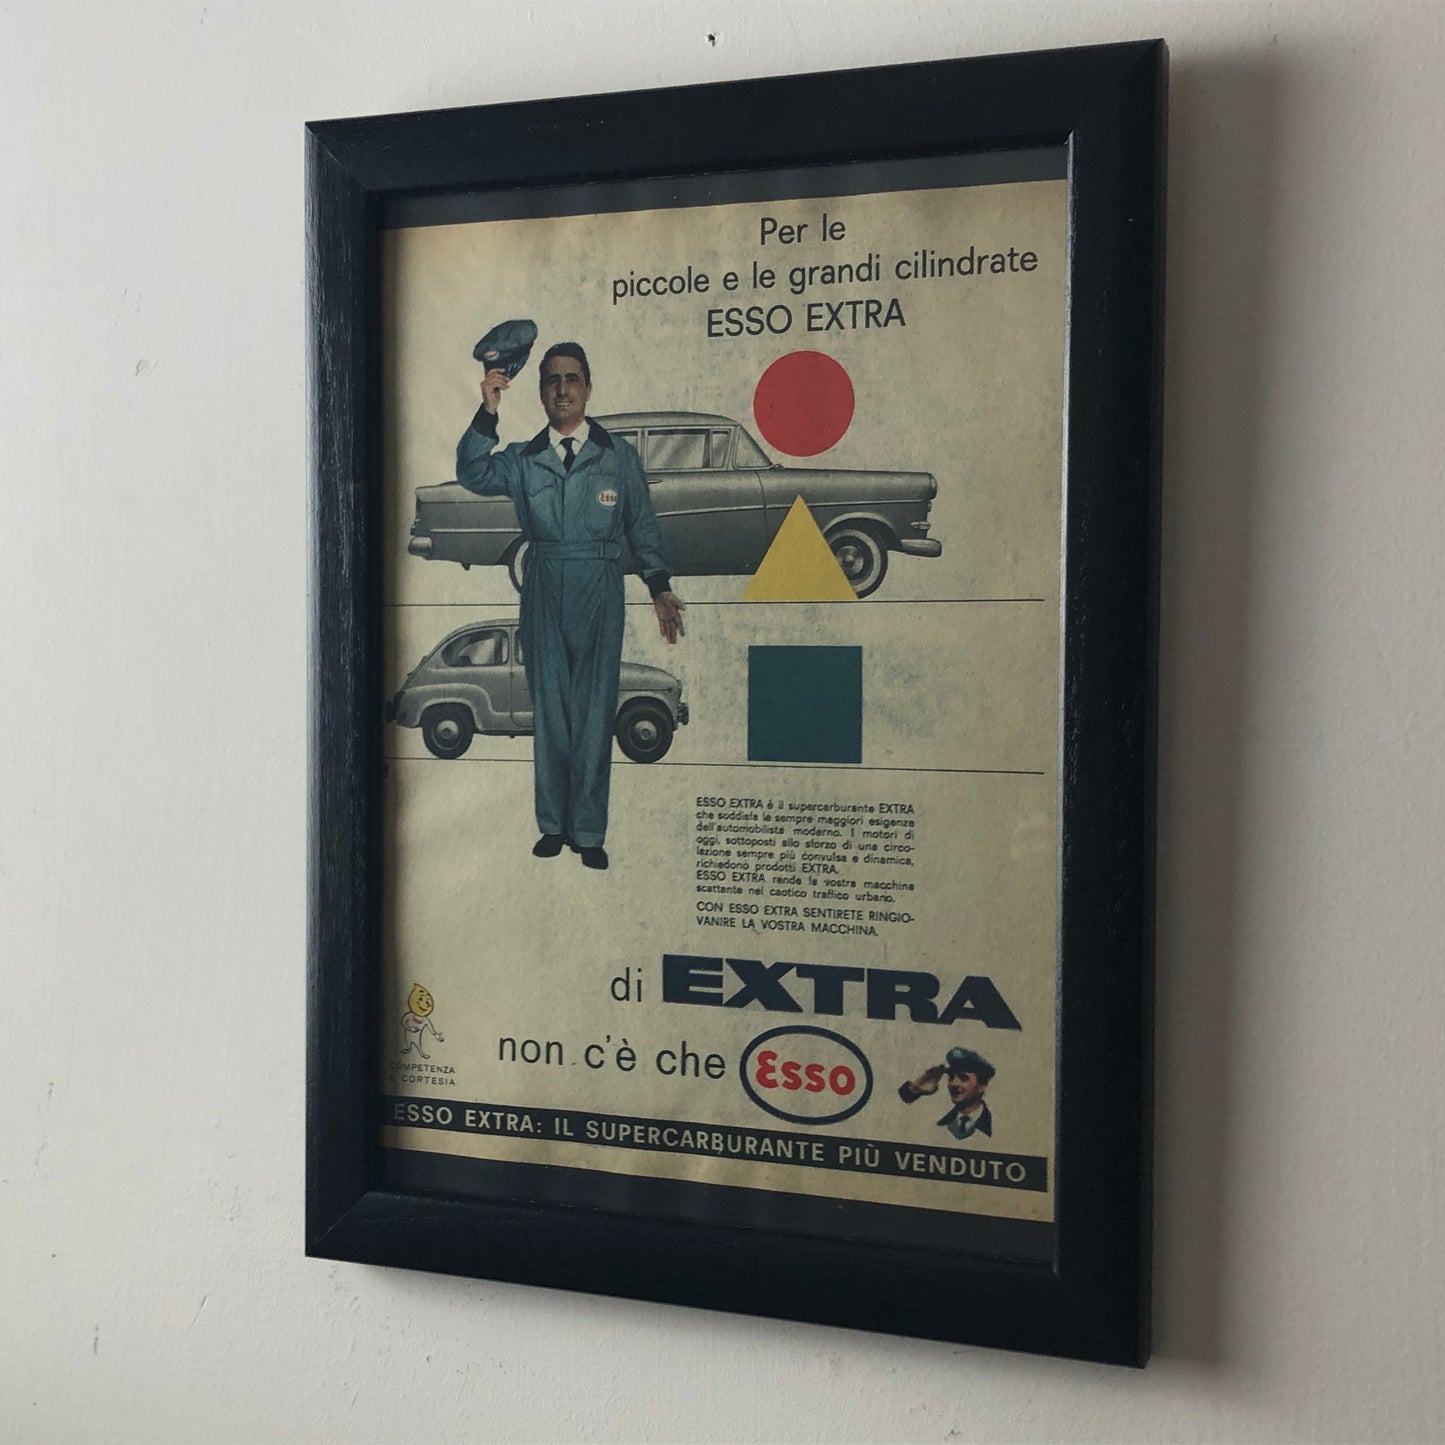 Per le
piccole e le grandi cilindrate
ESSO EXTRA
Esso
ESSO EXTRA è il supercarburante EXTRA
che soddisfa le sempre maggiori esigenze
dell'automobilista moderno. I motori di
oggi, sottoposti allo sforzo di una circo-
lazione sempre più convulsa e dinamica,
richiedono prodotti EXTRA.
ESSO EXTRA rende la vostra macchina
scattante nel caotico traffico urbano.
CON ESSO EXTRA SENTIRETE RINGIO-
VANIRE LA VOSTRA MACCHINA.
di EXTRA
non c'è che Esso
COMPETENZA
E CORTESIA
ESSO EXTRA: IL SUPERCARBURANTE PIÙ VENDUTO